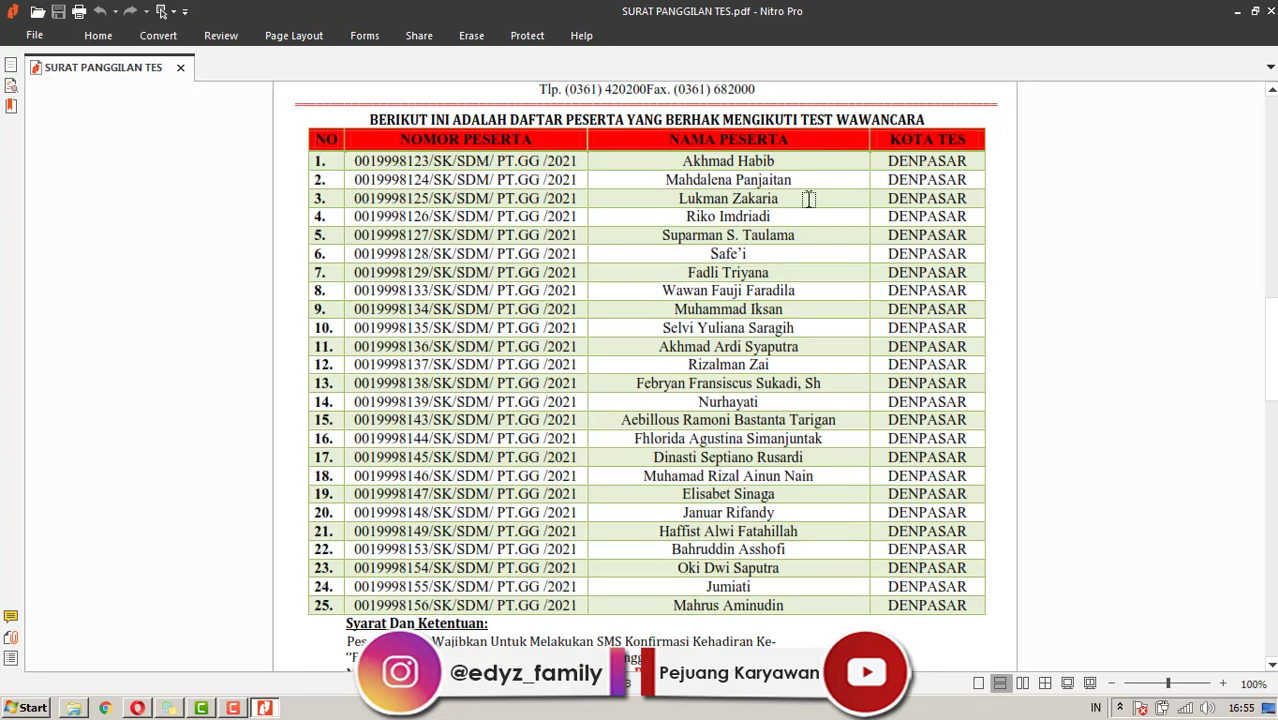 SURAT PANGGILAN TES.pdf - Nitro Pro
File Home Convert Review Page Layout Forms Share Erase Protect Help
SURAT PANGGILAN TES
Tlp. (0361) 420200Fax. (0361) 682000
BERIKUT INI ADALAH DAFTAR PESERTA YANG BERHAK MENGIKUTI TEST WAWANCARA
NO NOMOR PESERTA NAMA PESERTA KOTA TES
1. 0019998123/SK/SDM/ PT.GG /2021 Akhmad Habib DENPASAR
2. 0019998124/SK/SDM/ PT.GG /2021 Mahdalena Panjaitan DENPASAR
3. 0019998125/SK/SDM/ PT.GG /2021 Lukman Zakaria DENPASAR
4. 0019998126/SK/SDM/ PT.GG /2021 Riko Imdriadi DENPASAR
5. 0019998127/SK/SDM/ PT.GG /2021 Suparman S. Taulama DENPASAR
6. 0019998128/SK/SDM/ PT.GG /2021 Safe’i DENPASAR
7. 0019998129/SK/SDM/ PT.GG /2021 Fadli Triyana DENPASAR
8. 0019998133/SK/SDM/ PT.GG /2021 Wawan Fauji Faradila DENPASAR
9. 0019998134/SK/SDM/ PT.GG /2021 Muhammad Iksan DENPASAR
10. 0019998135/SK/SDM/ PT.GG /2021 Selvi Yuliana Saragih DENPASAR
11. 0019998136/SK/SDM/ PT.GG /2021 Akhmad Ardi Syaputra DENPASAR
12. 0019998137/SK/SDM/ PT.GG /2021 Rizalman Zai DENPASAR
13. 0019998138/SK/SDM/ PT.GG /2021 Febryan Fransiscus Sukadi, Sh DENPASAR
14. 0019998139/SK/SDM/ PT.GG /2021 Nurhayati DENPASAR
15. 0019998143/SK/SDM/ PT.GG /2021 Aebillous Ramoni Bastanta Tarigan DENPASAR
16. 0019998144/SK/SDM/ PT.GG /2021 Fhlorida Agustina Simanjuntak DENPASAR
17. 0019998145/SK/SDM/ PT.GG /2021 Dinasti Septiano Rusardi DENPASAR
18. 0019998146/SK/SDM/ PT.GG /2021 Muhamad Rizal Ainun Nain DENPASAR
19. 0019998147/SK/SDM/ PT.GG /2021 Elisabet Sinaga DENPASAR
20. 0019998148/SK/SDM/ PT.GG /2021 Januar Rifandy DENPASAR
21. 0019998149/SK/SDM/ PT.GG /2021 Haffist Alwi Fatahillah DENPASAR
22. 0019998153/SK/SDM/ PT.GG /2021 Bahruddin Asshofi DENPASAR
23. 0019998154/SK/SDM/ PT.GG /2021 Oki Dwi Saputra DENPASAR
24. 0019998155/SK/SDM/ PT.GG /2021 Jumiati DENPASAR
25. 0019998156/SK/SDM/ PT.GG /2021 Mahrus Aminudin DENPASAR
Syarat Dan Ketentuan:
Wajibkan Untuk Melakukan SMS Konfirmasi Kehadiran Ke-
@edyz_family Pejuang Karyawan
100%
Start IN 16:55